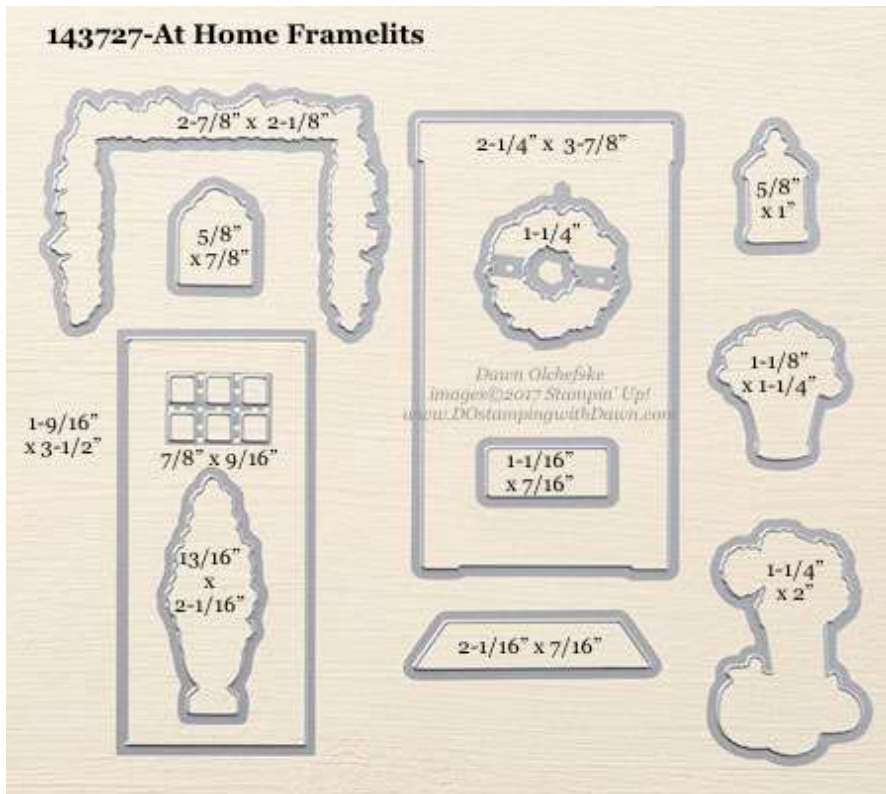 143727-At Home Framelits
2-7/8” x 2-1/8”
5/8”
x 7/8”
2-1/4” x 3-7/8”
1-1/4”
5/8”
x 1”
1-1/8”
x 1-1/4”
Dawn Olchefske
images©2017 Stampin’ Up!
www.DOstampingwithDawn.com
1-9/16”
x 3-1/2”
7/8” x 9/16”
1-1/16”
x 7/16”
13/16”
x
2-1/16”
1-1/4”
x 2”
2-1/16” x 7/16”